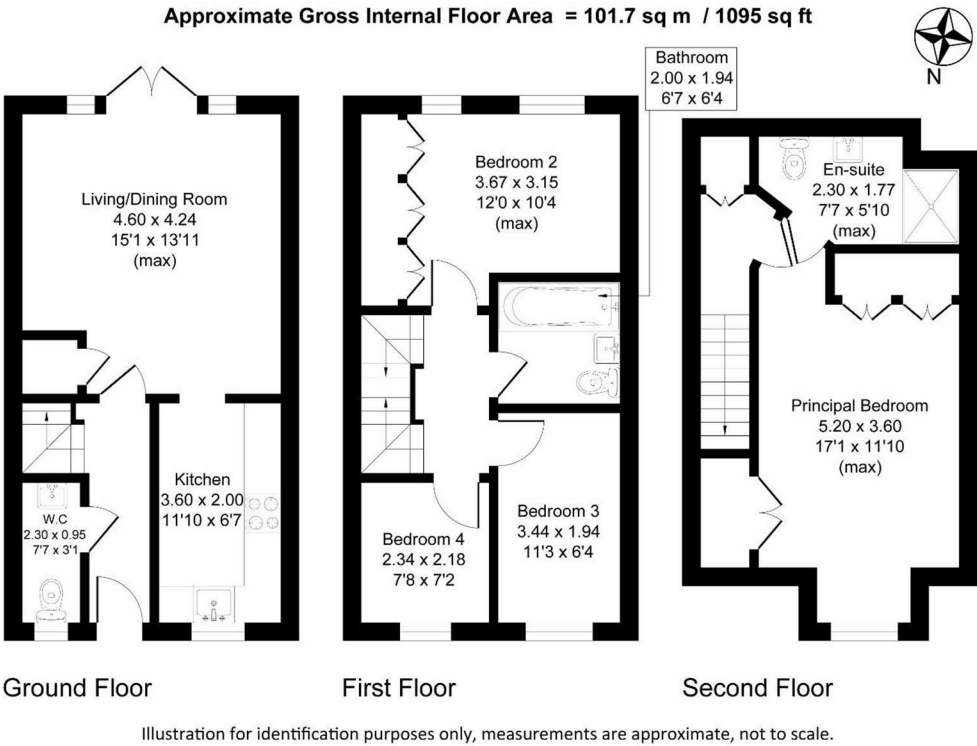 Approximate Gross Internal Floor Area = 101.7 sq m / 1095 sq ft
N
Bathroom
2.00 x 1.94
6'7 x 6'4
Living/Dining Room
4.60 x 4.24
15'1 x 13'11
(max)
Kitchen
3.60 x 2.00
11'10 x 6'7
W.C
2.30 x 0.95
7'7 x 3'1
Ground Floor
Bedroom 2
3.67 x 3.15
12'0 x 10'4
(max)
Bedroom 3
3.44 x 1.94
11'3 x 6'4
Bedroom 4
2.34 x 2.18
7'8 x 7'2
First Floor
En-suite
2.30 x 1.77
7'7 x 5'10
(max)
Principal Bedroom
5.20 x 3.60
17'1 x 11'10
(max)
Second Floor
Illustration for identification purposes only, measurements are approximate, not to scale.